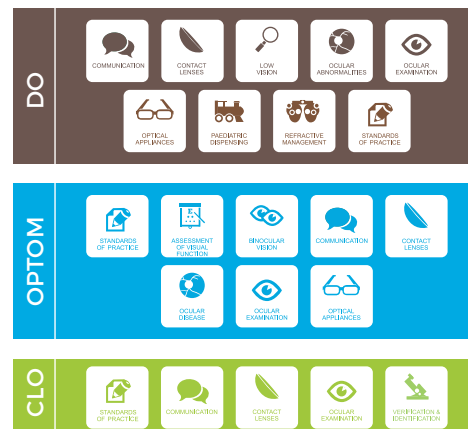 DO
COMMUNICATION
CONTACT
LENSES
LOW
VISION
OCULAR
ABNORMALITIES
OCULAR
EXAMINATION
OPTICAL
APPLIANCES
PAEDIATRIC
DISPENSING
REFRACTIVE
MANAGEMENT
STANDARDS
OF PRACTICE
OPTOM
STANDARDS
OF PRACTICE
ASSESSMENT
OF VISUAL
FUNCTION
BINOCULAR
VISION
COMMUNICATION
CONTACT
LENSES
OCULAR
DISEASE
OCULAR
EXAMINATION
OPTICAL
APPLIANCES
CLO
STANDARDS
OF PRACTICE
COMMUNICATION
CONTACT
LENSES
OCULAR
EXAMINATION
VERIFICATION &
IDENTIFICATION